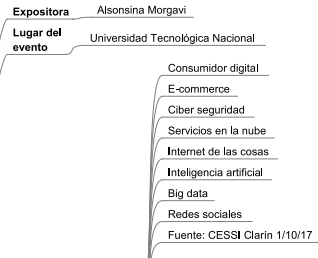 Expositora
Alsonsina Morgavi
Lugar del
evento
Universidad Tecnológica Nacional
Consumidor digital
E-commerce
Ciber seguridad
Servicios en la nube
Internet de las cosas
Inteligencia artificial
Big data
Redes sociales
Fuente: CESSI Clarín 1/10/17